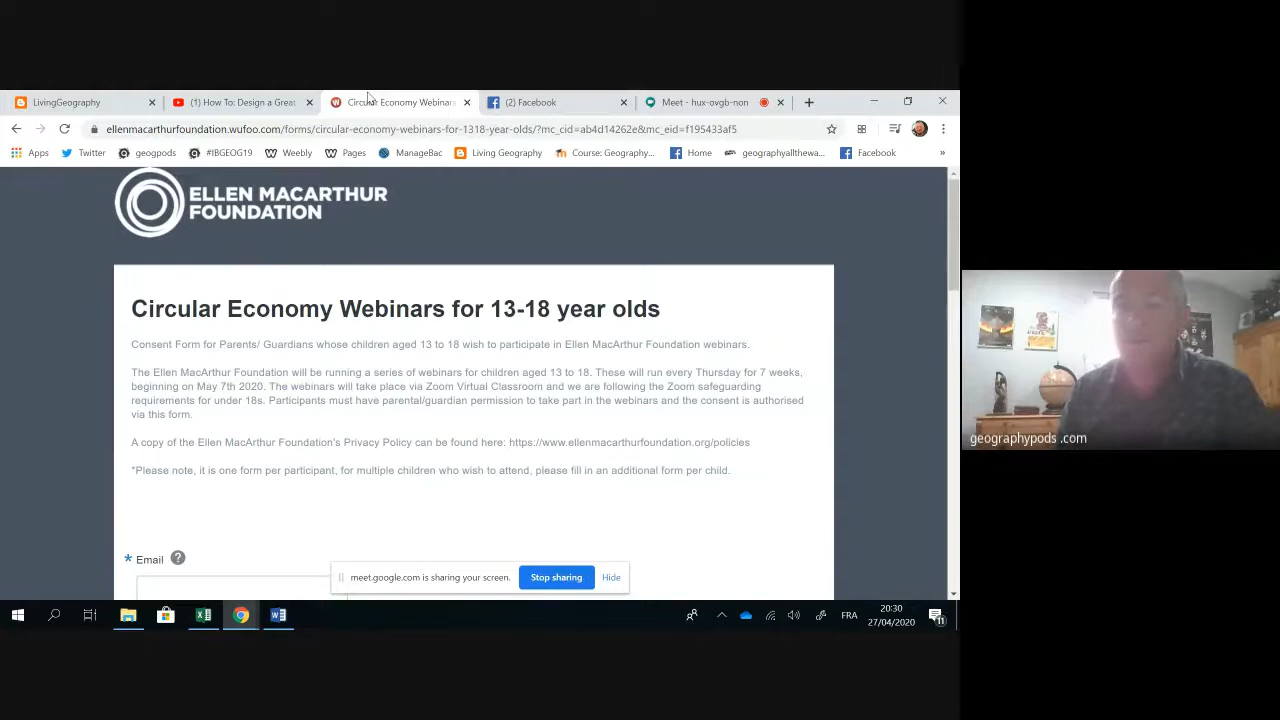 LivingGeography
(1) How To: Design a Great
Circular Economy Webinars
(2) Facebook
Meet - hux-ovgb-non
ellenmacarthurfoundation.wufoo.com/forms/circular-economy-webinars-for-1318-year-olds/?mc_cid=ab4d14262e&mc_eid=f195433af5
Apps Twitter geogpods #IBGEOG19 Weebly Pages ManageBac Living Geography Course: Geography,... Home geographyallthewa... Facebook »
ELLEN MACARTHUR
FOUNDATION
Circular Economy Webinars for 13-18 year olds
Consent Form for Parents/ Guardians whose children aged 13 to 18 wish to participate in Ellen MacArthur Foundation webinars.
The Ellen MacArthur Foundation will be running a series of webinars for children aged 13 to 18. These will run every Thursday for 7 weeks,
beginning on May 7th 2020. The webinars will take place via Zoom Virtual Classroom and we are following the Zoom safeguarding
requirements for under 18s. Participants must have parental/guardian permission to take part in the webinars and the consent is authorised
via this form.
A copy of the Ellen MacArthur Foundation's Privacy Policy can be found here: https://www.ellenmacarthurfoundation.org/policies
*Please note, it is one form per participant, for multiple children who wish to attend, please fill in an additional form per child.
* Email ?
meet.google.com is sharing your screen. Stop sharing Hide
geographypods .com
FRA
20:30
27/04/2020
11